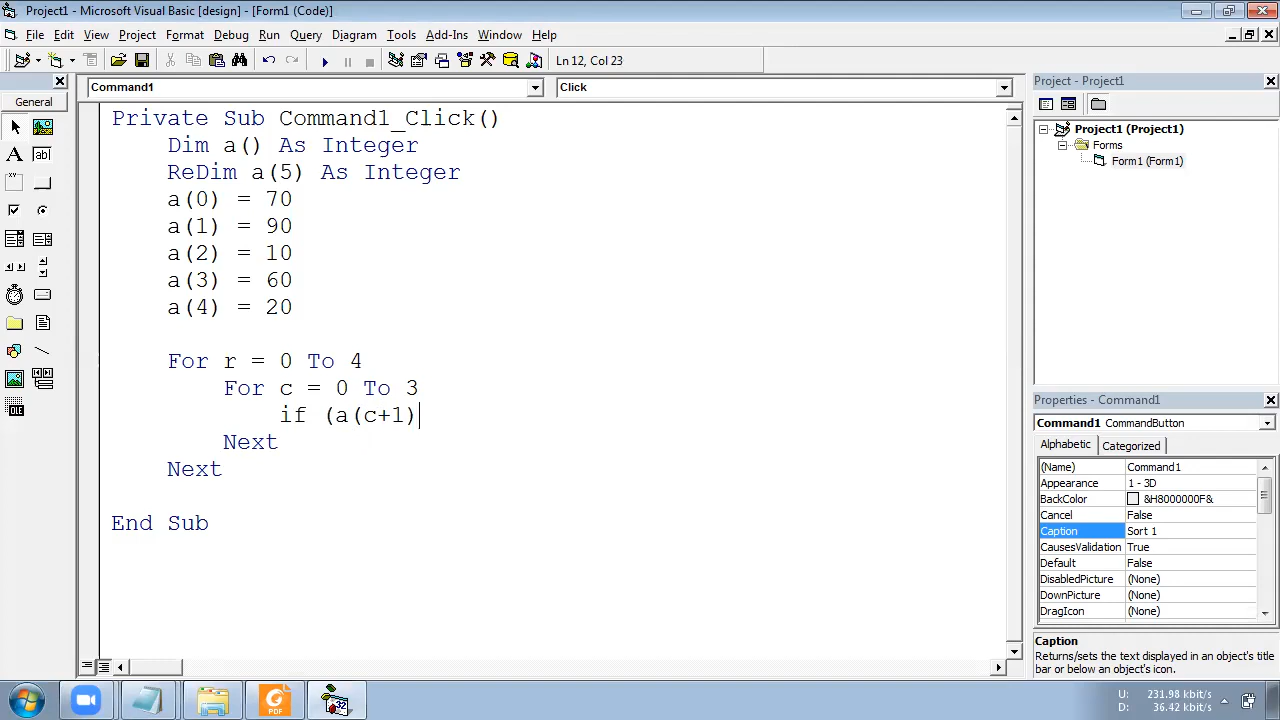 Project1 - Microsoft Visual Basic [design] - [Form1 (Code)]
File Edit View Project Format Debug Run Query Diagram Tools Add-Ins Window Help
Ln 12, Col 23
General
Command1 Click
Private Sub Command1_Click()
Dim a() As Integer
ReDim a(5) As Integer
a(0) = 70
a(1) = 90
a(2) = 10
a(3) = 60
a(4) = 20
For r = 0 To 4
For c = 0 To 3
if (a(c+1)
Next
Next
End Sub
Project - Project1
Project1 (Project1)
Forms
Form1 (Form1)
Properties - Command1
Command1 CommandButton
Alphabetic Categorized
(Name) Command1
Appearance 1 - 3D
BackColor &H8000000F&
Cancel False
Caption Sort 1
CausesValidation True
Default False
DisabledPicture (None)
DownPicture (None)
DragIcon (None)
Caption
Returns/sets the text displayed in an object's title bar or below an object's icon.
PDF
32
U: 231.98 kbit/s
D: 36.42 kbit/s